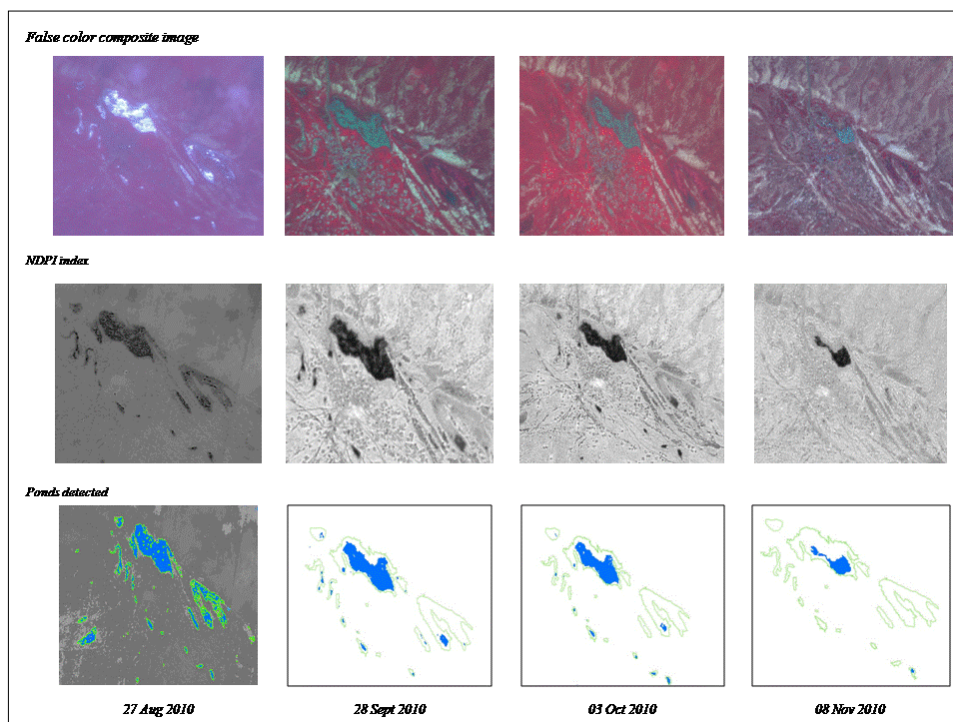 False color composite image
NDPI index
Ponds detected
27 Aug 2010
28 Sept 2010
03 Oct 2010
08 Nov 2010